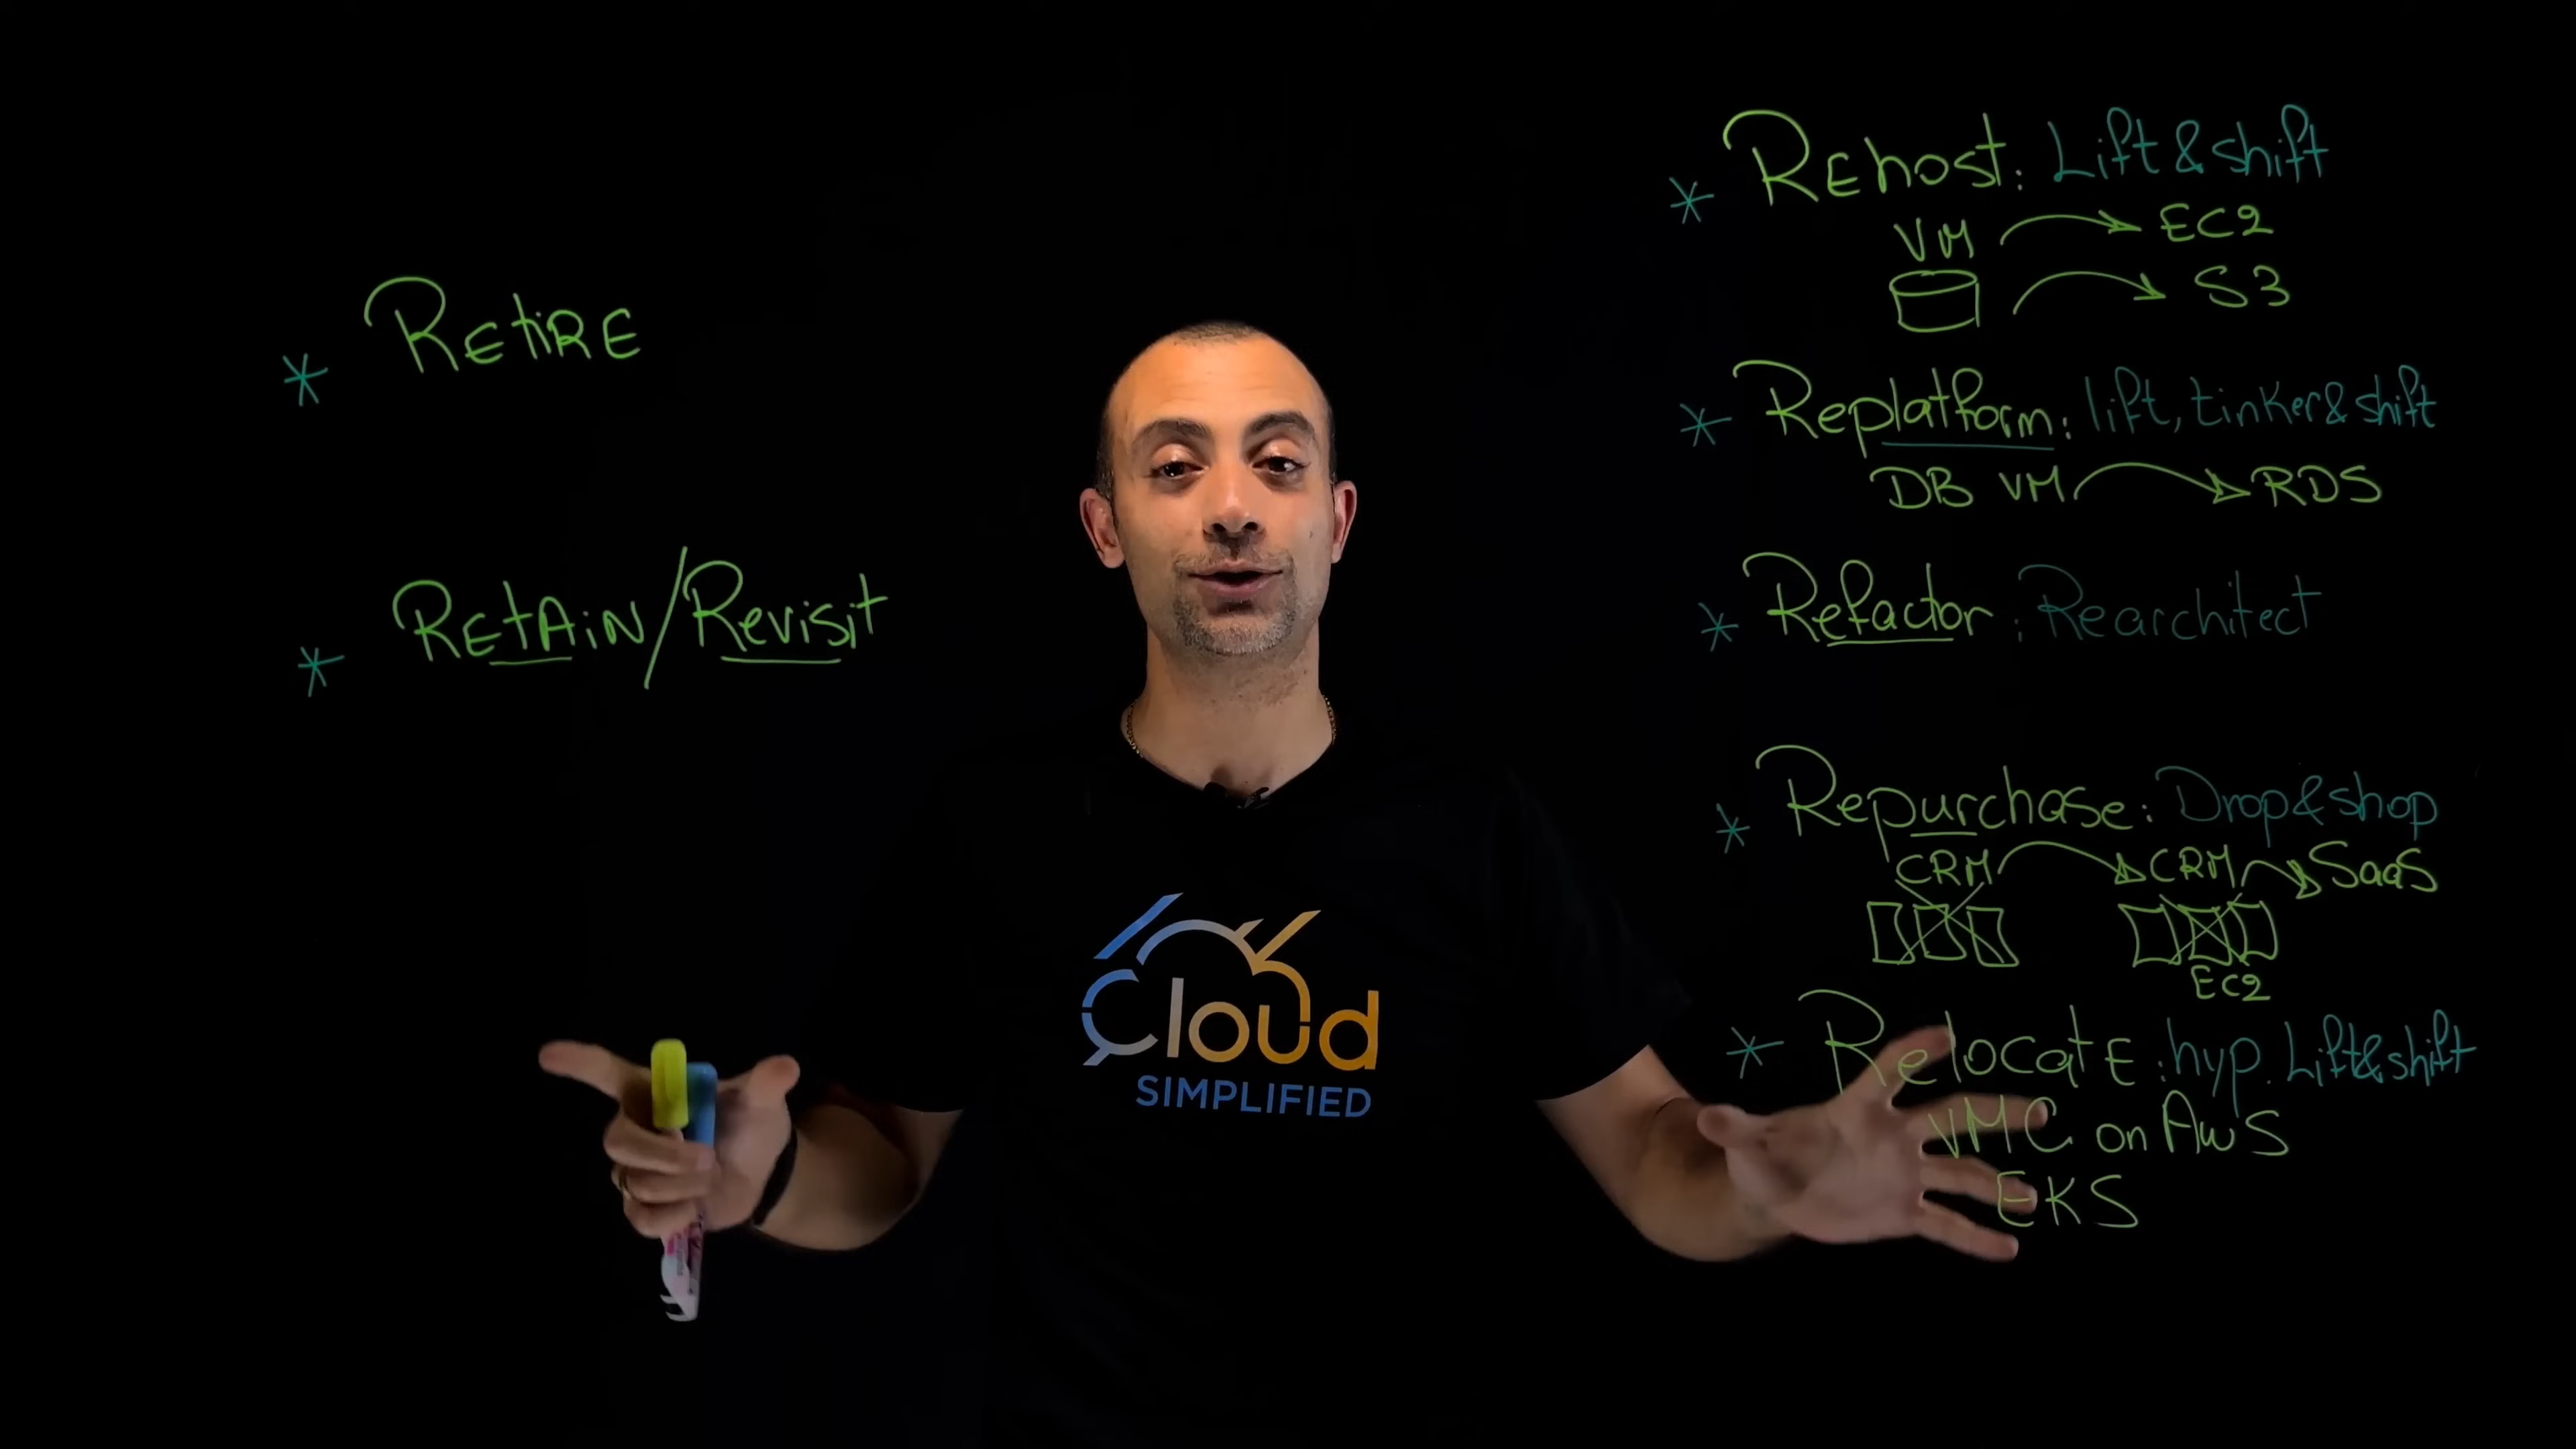 * RetiRE
* RetAiN/Revisit
* REhost: Lift & shift
VM EC2
S3
* Replatform: lift, tinker & shift
DB VM RDS
* Refactor: Rearchitect
* Repurchase: Drop & shop
CRM CRM SaaS
EC2
* RelocatE: hyp. Lift & shift
VMC on AwS
EKS
Cloud
SIMPLIFIED